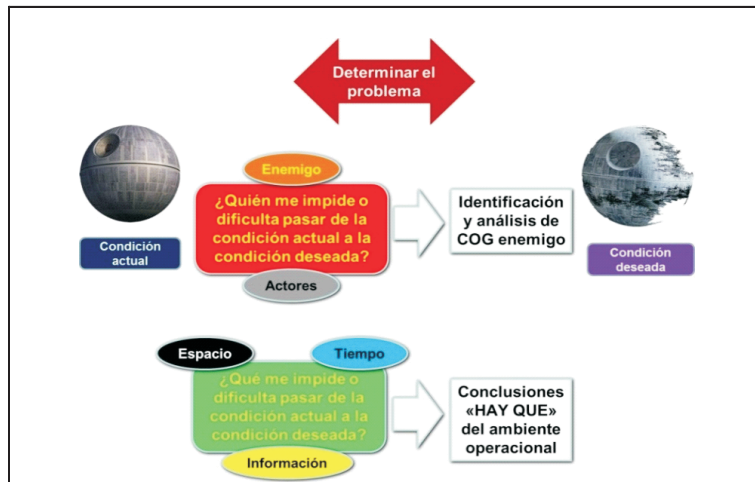 Determinar el
problema
Enemigo
¿Quién me impide o
dificulta pasar de la
condición actual a la
condición deseada?
Actores
Identificación
y análisis de
COG enemigo
Condición
actual
Condición
deseada
Espacio
Tiempo
¿Qué me impide o
dificulta pasar de la
condición actual a la
condición deseada?
Información
Conclusiones
«HAY QUE»
del ambiente
operacional